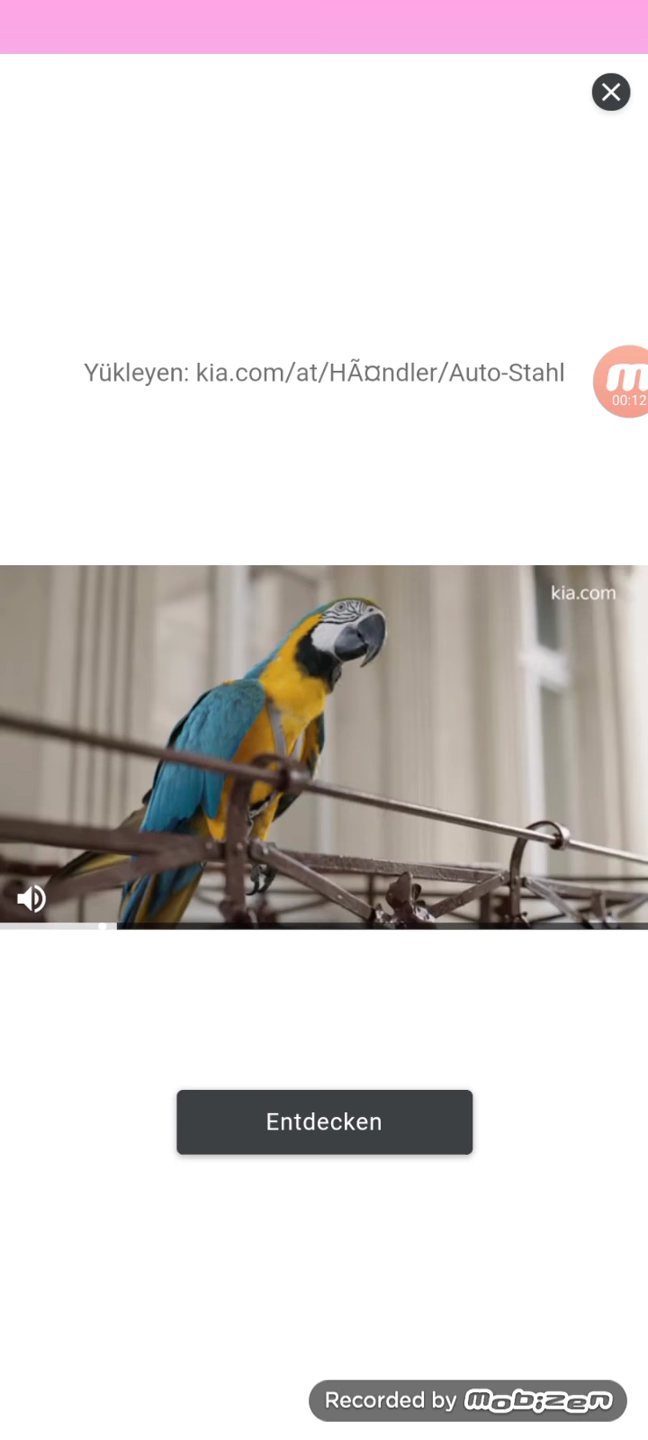 Yükleyen: kia.com/at/HÃ¤ndler/Auto-Stahl
00:12
kia.com
Entdecken
Recorded by mobizen